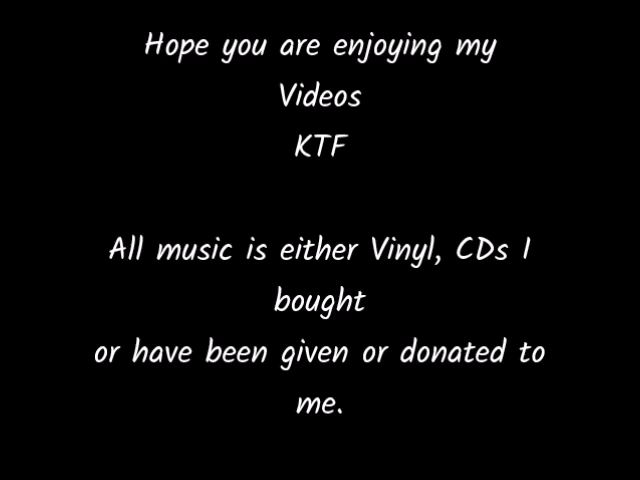 Hope you are enjoying my
Videos
KTF
All music is either Vinyl, CDs I
bought
or have been given or donated to
me.